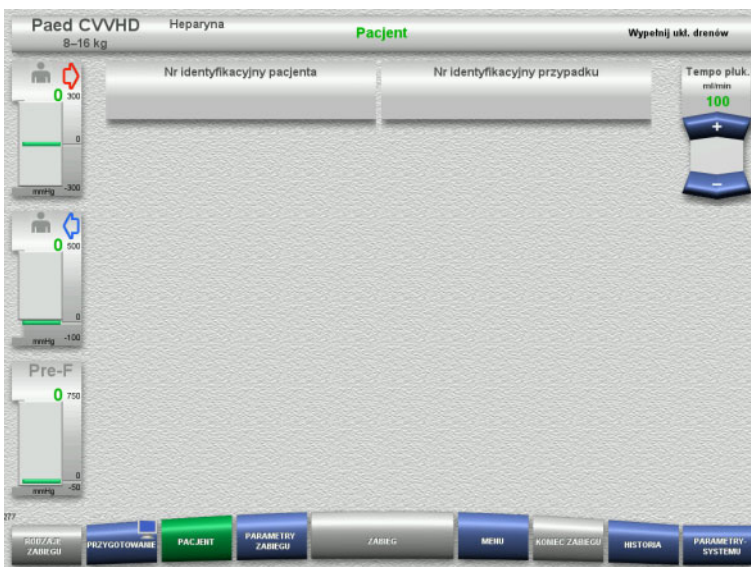 Paed CVVHD Heparyna Pacjent Wypełnij ukł. drenów
8–16 kg
Nr identyfikacyjny pacjenta Nr identyfikacyjny przypadku Tempo płuk.
ml/min
100
+
–
0 300
0
mmHg -300
0 500
0
mmHg -100
Pre-F
0 750
0
mmHg -50
277
RODZAJE ZABIEGU
PRZYGOTOWANIE
PACJENT
PARAMETRY ZABIEGU
ZABIEG
MENU
KONIEC ZABIEGU
HISTORIA
PARAMETRY-SYSTEMU